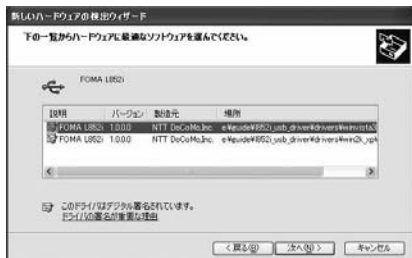 新しいハードウェアの検出ウィザード
下の一覧からハードウェアに最適なソフトウェアを選んでください。
FOMA L852i
説明 バージョン 製造元 場所
FOMA L852i 1.0.0.0 NTT DoCoMo,Inc. e:¥guide¥l852i_usb_driver¥drivers¥winvista3
FOMA L852i 1.0.0.0 NTT DoCoMo,Inc. e:¥guide¥l852i_usb_driver¥drivers¥win2k_xp¥
このドライバはデジタル署名されています。
ドライバの署名が重要な理由
< 戻る(B) 次へ(N) > キャンセル